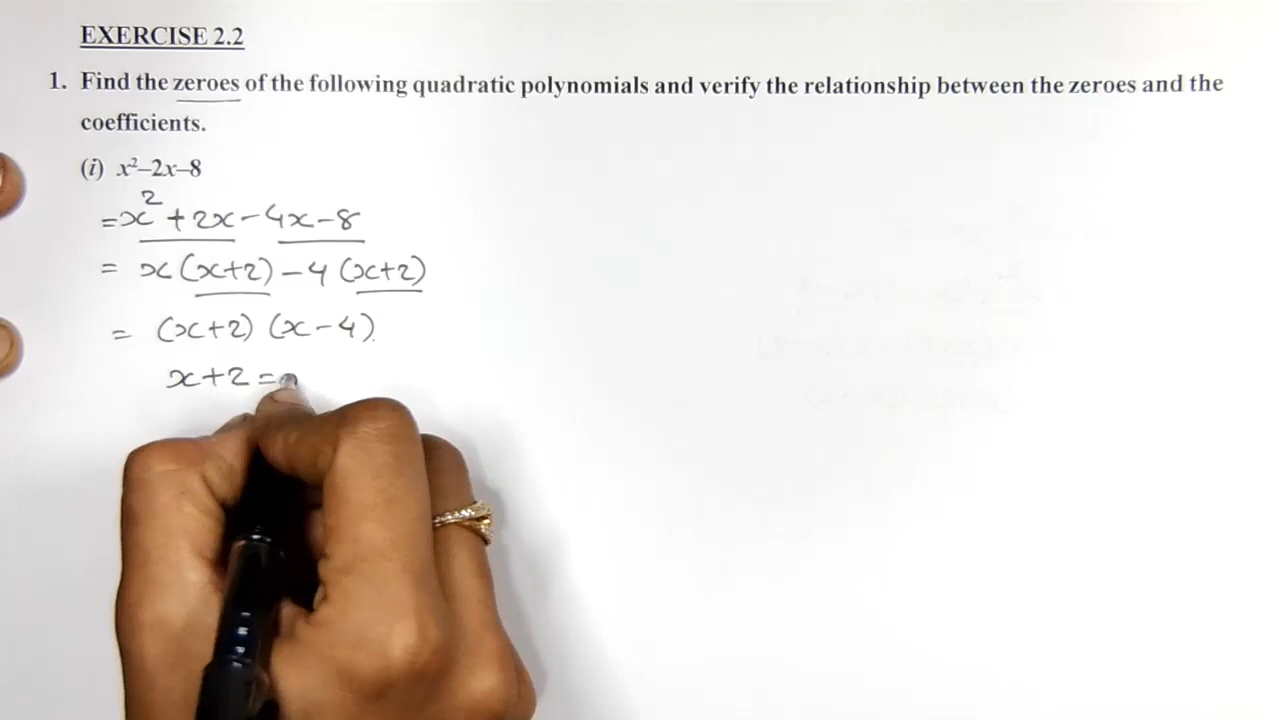 EXERCISE 2.2
1. Find the zeroes of the following quadratic polynomials and verify the relationship between the zeroes and the
coefficients.
(i) x²–2x–8
= x² + 2x - 4x - 8
= x (x+2) - 4 (x+2)
= (x+2) (x-4).
x+2=